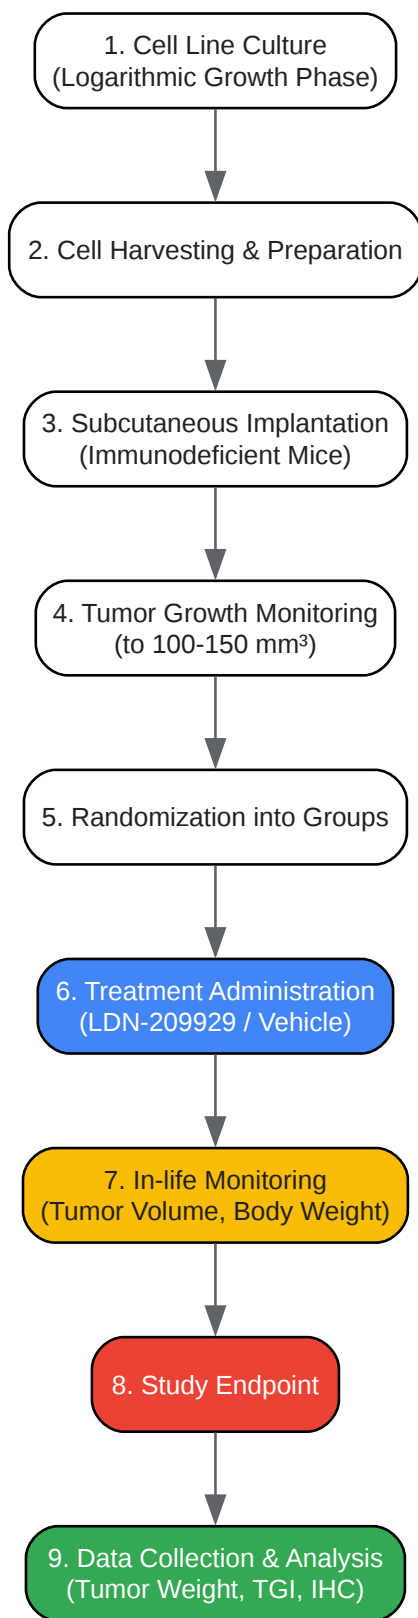 1. Cell Line Culture
(Logarithmic Growth Phase)
2. Cell Harvesting & Preparation
3. Subcutaneous Implantation
(Immunodeficient Mice)
4. Tumor Growth Monitoring
(to 100-150 mm³)
5. Randomization into Groups
6. Treatment Administration
(LDN-209929 / Vehicle)
7. In-life Monitoring
(Tumor Volume, Body Weight)
8. Study Endpoint
9. Data Collection & Analysis
(Tumor Weight, TGI, IHC)